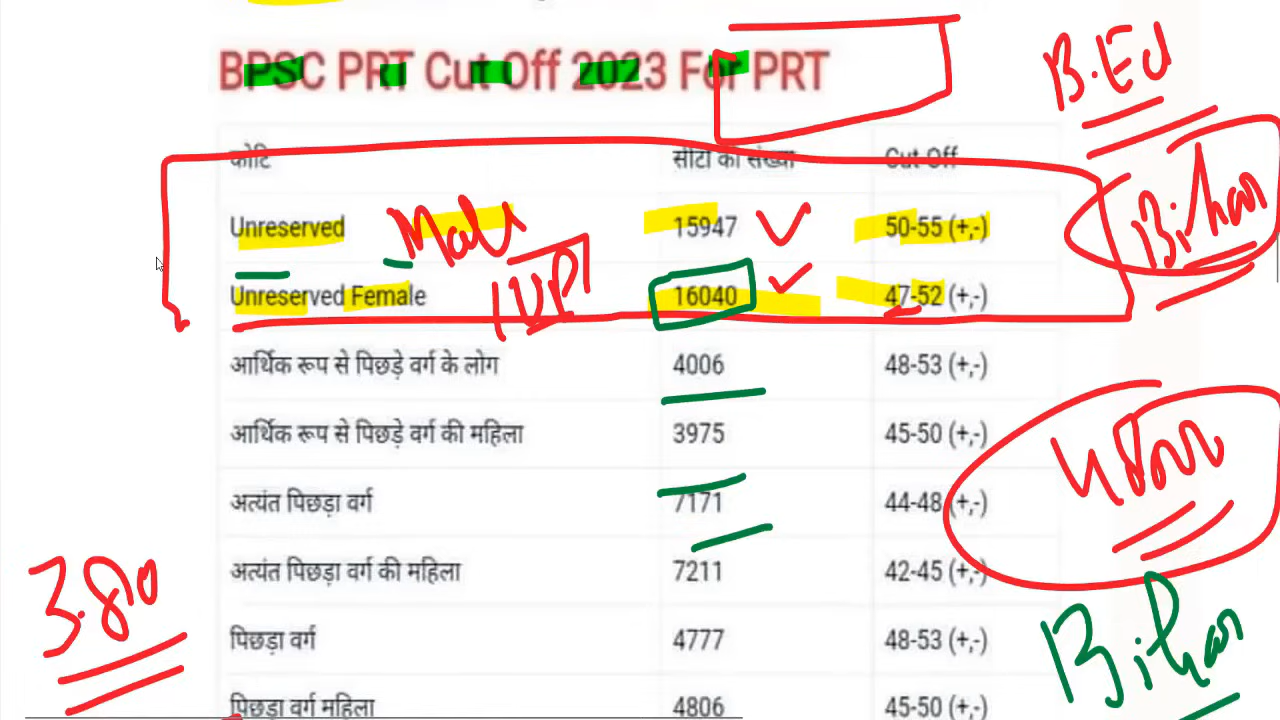 BPSC PRT Cut Off 2023 For PRT
B.Ed
कोटि सीटों की संख्या Cut Off
Bihar
Unreserved Male 15947 50-55 (+,-)
Unreserved Female UP 16040 47-52 (+,-)
आर्थिक रूप से पिछड़े वर्ग के लोग 4006 48-53 (+,-)
आर्थिक रूप से पिछड़े वर्ग की महिला 3975 45-50 (+,-)
अत्यंत पिछड़ा वर्ग 7171 44-48 (+,-)
अत्यंत पिछड़ा वर्ग की महिला 7211 42-45 (+,-)
3.80
पिछड़ा वर्ग 4777 48-53 (+,-)
Bihar
पिछड़ा वर्ग महिला 4806 45-50 (+,-)